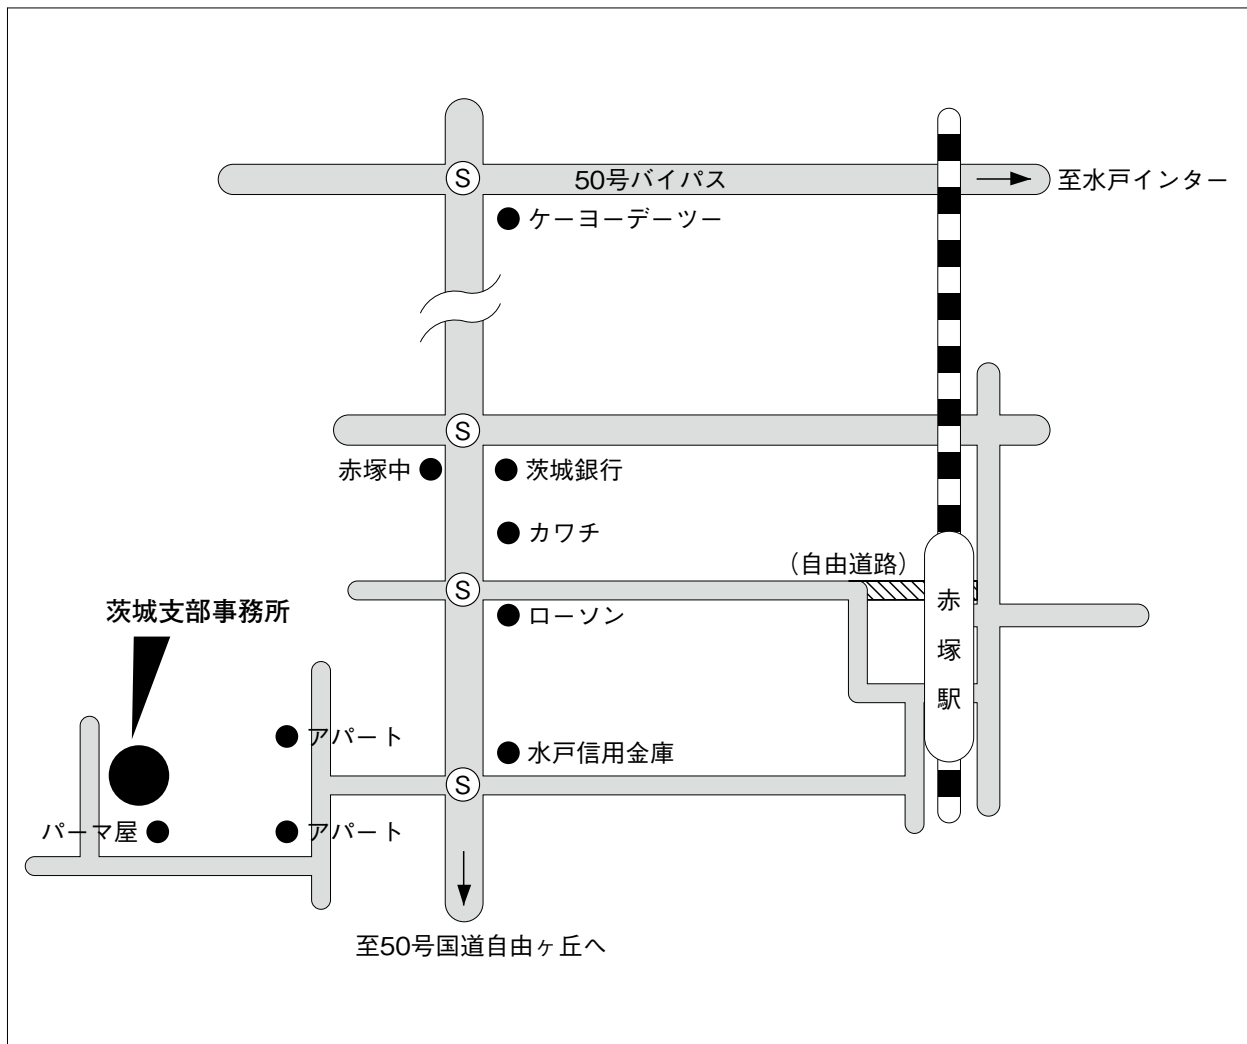 S
50号バイパス
至水戸インター
ケーヨーデーツー
S
赤塚中
茨城銀行
カワチ
(自由道路)
S
赤塚駅
ローソン
茨城支部事務所
アパート
水戸信用金庫
S
パーマ屋
アパート
至50号国道自由ヶ丘へ